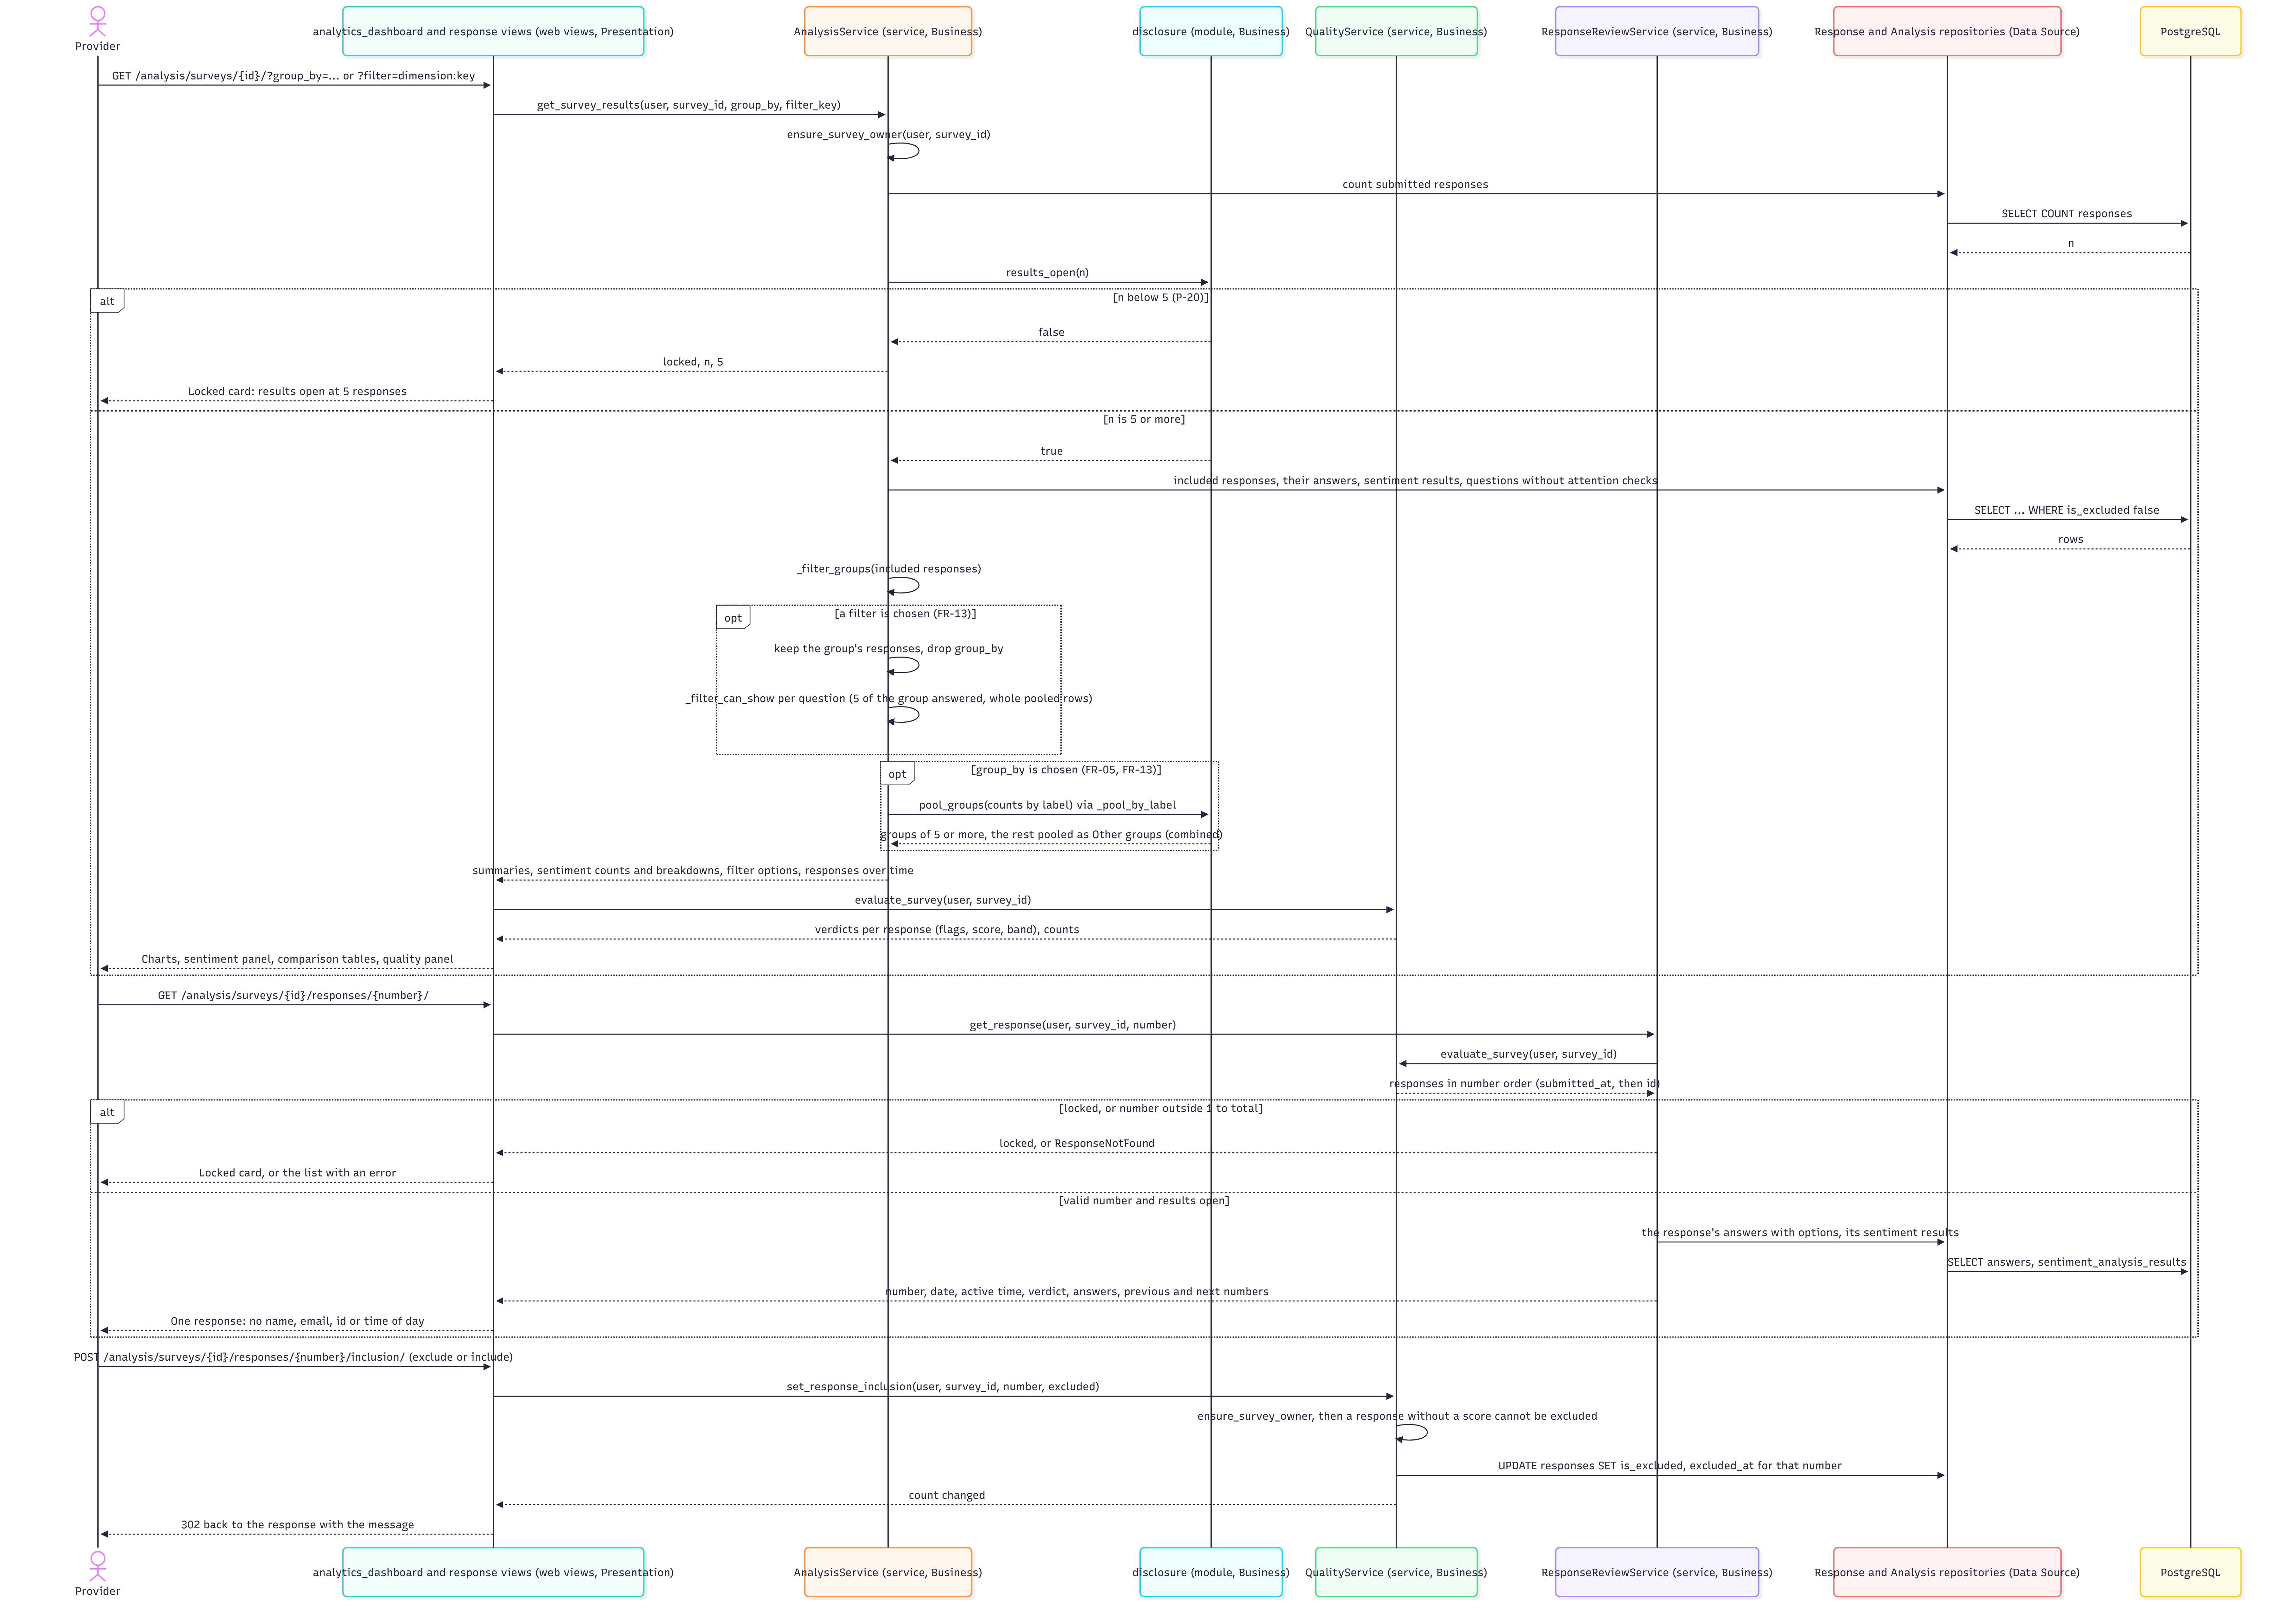 Provider
analytics_dashboard and response views (web views, Presentation)
AnalysisService (service, Business)
disclosure (module, Business)
QualityService (service, Business)
ResponseReviewService (service, Business)
Response and Analysis repositories (Data Source)
PostgreSQL
GET /analysis/surveys/{id}/?group_by=... or ?filter=dimension:key
get_survey_results(user, survey_id, group_by, filter_key)
ensure_survey_owner(user, survey_id)
count submitted responses
SELECT COUNT responses
n
results_open(n)
alt
[n below 5 (P-20)]
false
locked, n, 5
Locked card: results open at 5 responses
[n is 5 or more]
true
included responses, their answers, sentiment results, questions without attention checks
SELECT ... WHERE is_excluded false
rows
_filter_groups(included responses)
opt
[a filter is chosen (FR-13)]
keep the group's responses, drop group_by
_filter_can_show per question (5 of the group answered, whole pooled rows)
opt
[group_by is chosen (FR-05, FR-13)]
pool_groups(counts by label) via _pool_by_label
groups of 5 or more, the rest pooled as Other groups (combined)
summaries, sentiment counts and breakdowns, filter options, responses over time
evaluate_survey(user, survey_id)
verdicts per response (flags, score, band), counts
Charts, sentiment panel, comparison tables, quality panel
GET /analysis/surveys/{id}/responses/{number}/
get_response(user, survey_id, number)
evaluate_survey(user, survey_id)
responses in number order (submitted_at, then id)
alt
[locked, or number outside 1 to total]
locked, or ResponseNotFound
Locked card, or the list with an error
[valid number and results open]
the response's answers with options, its sentiment results
SELECT answers, sentiment_analysis_results
number, date, active time, verdict, answers, previous and next numbers
One response: no name, email, id or time of day
POST /analysis/surveys/{id}/responses/{number}/inclusion/ (exclude or include)
set_response_inclusion(user, survey_id, number, excluded)
ensure_survey_owner, then a response without a score cannot be excluded
UPDATE responses SET is_excluded, excluded_at for that number
count changed
302 back to the response with the message
Provider
analytics_dashboard and response views (web views, Presentation)
AnalysisService (service, Business)
disclosure (module, Business)
QualityService (service, Business)
ResponseReviewService (service, Business)
Response and Analysis repositories (Data Source)
PostgreSQL